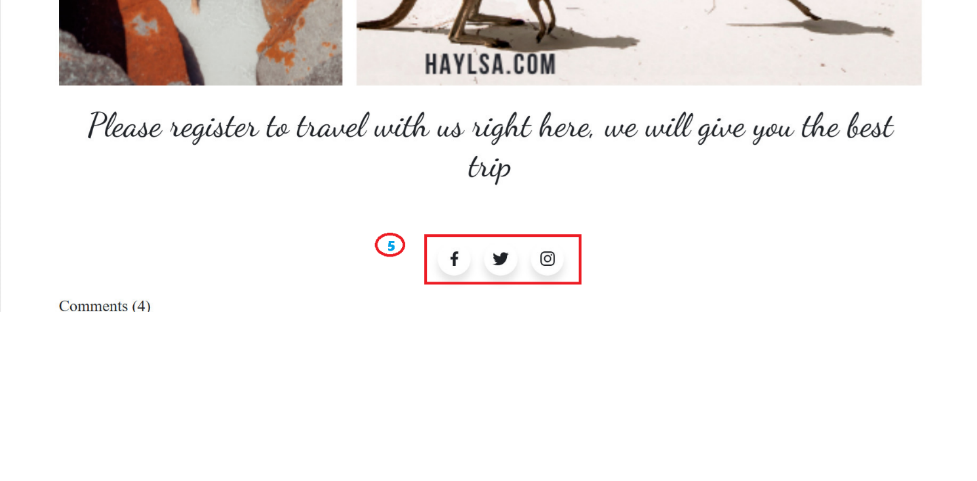 HAYLSA.COM
Please register to travel with us right here, we will give you the best
trip
5
Comments (4)